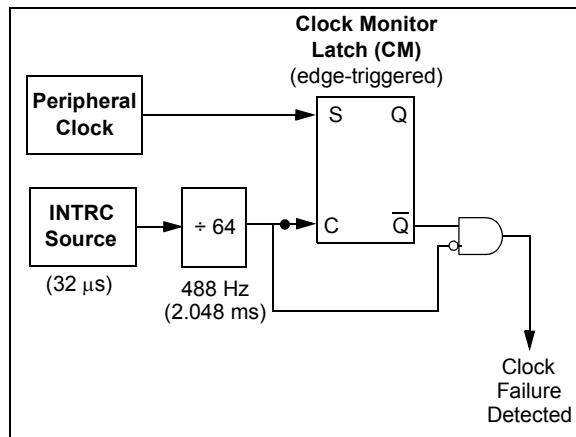 Clock Monitor
Latch (CM)
(edge-triggered)
Peripheral
Clock
S
Q
INTRC
Source
(32 μs)
÷ 64
488 Hz
(2.048 ms)
C
Q̅
Clock
Failure
Detected